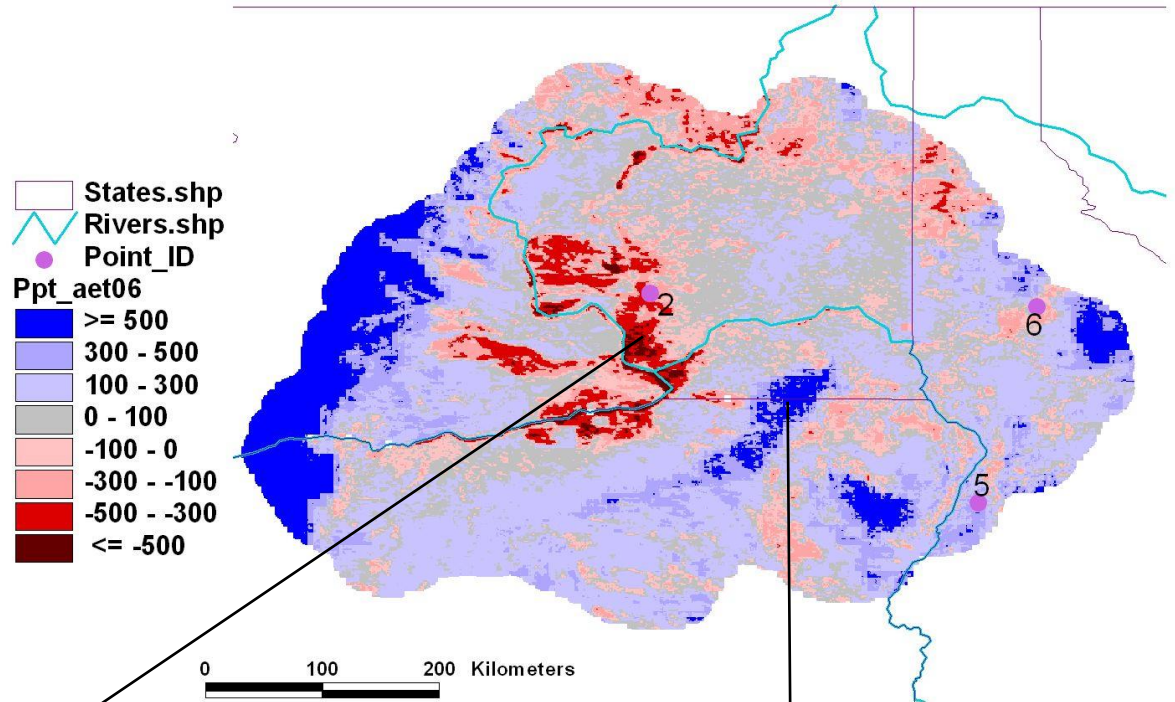 States.shp
Rivers.shp
Point_ID
Ppt_aet06
>= 500
300 - 500
100 - 300
0 - 100
-100 - 0
-300 - -100
-500 - -300
<= -500
2
6
5
0 100 200 Kilometers